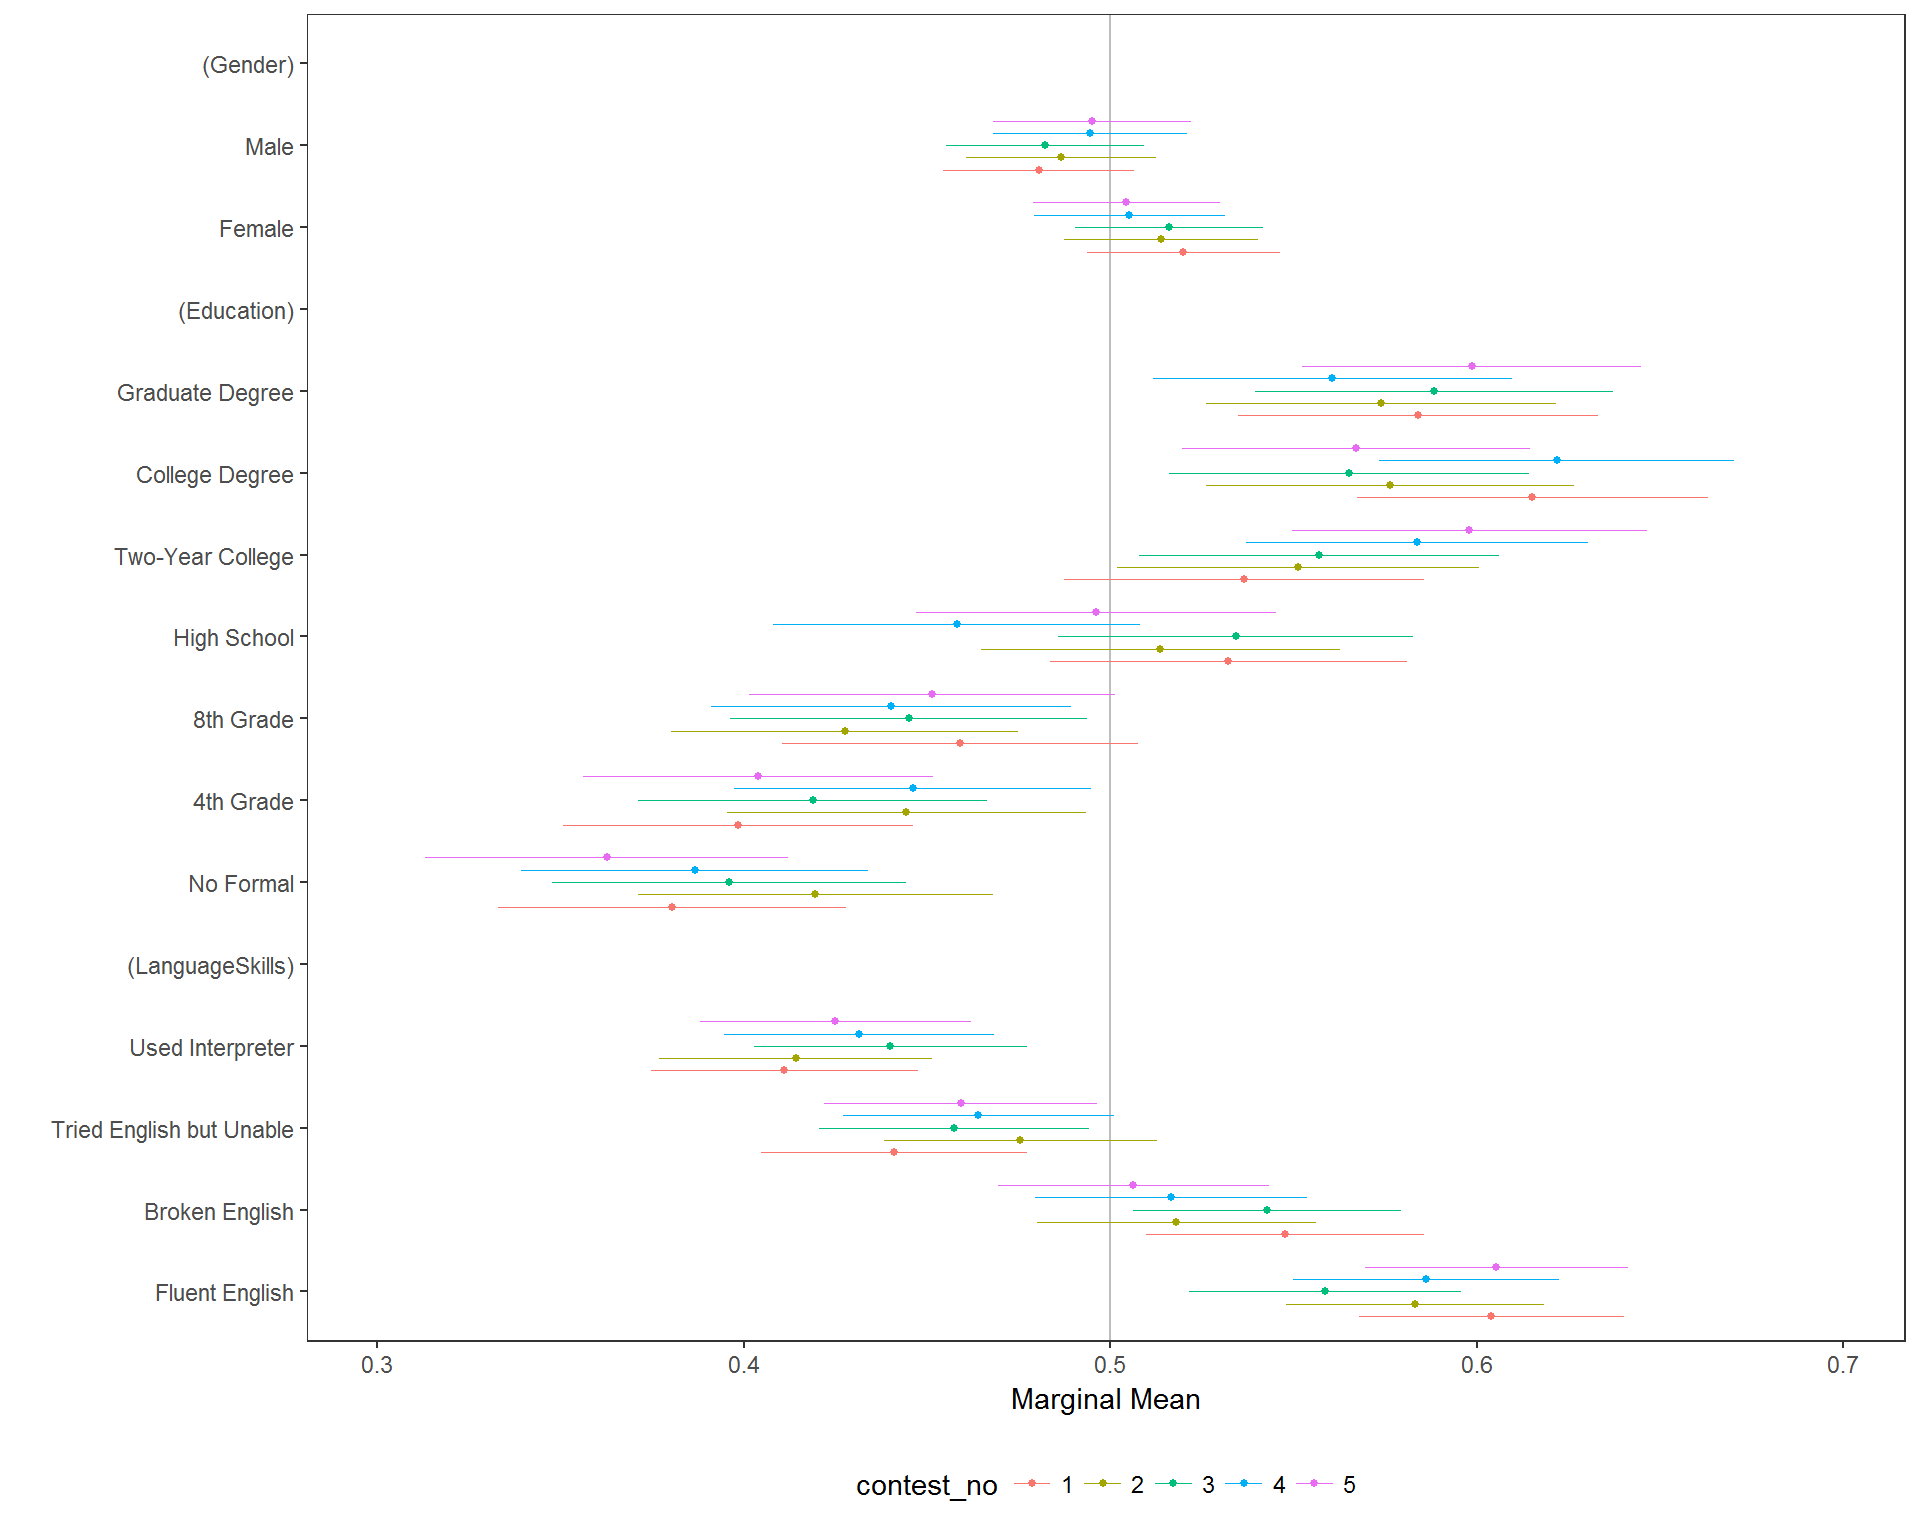 (Gender)
Male
Female
(Education)
Graduate Degree
College Degree
Two-Year College
High School
8th Grade
4th Grade
No Formal
(LanguageSkills)
Used Interpreter
Tried English but Unable
Broken English
Fluent English
0.3 0.4 0.5 0.6 0.7
Marginal Mean
contest_no 1 2 3 4 5